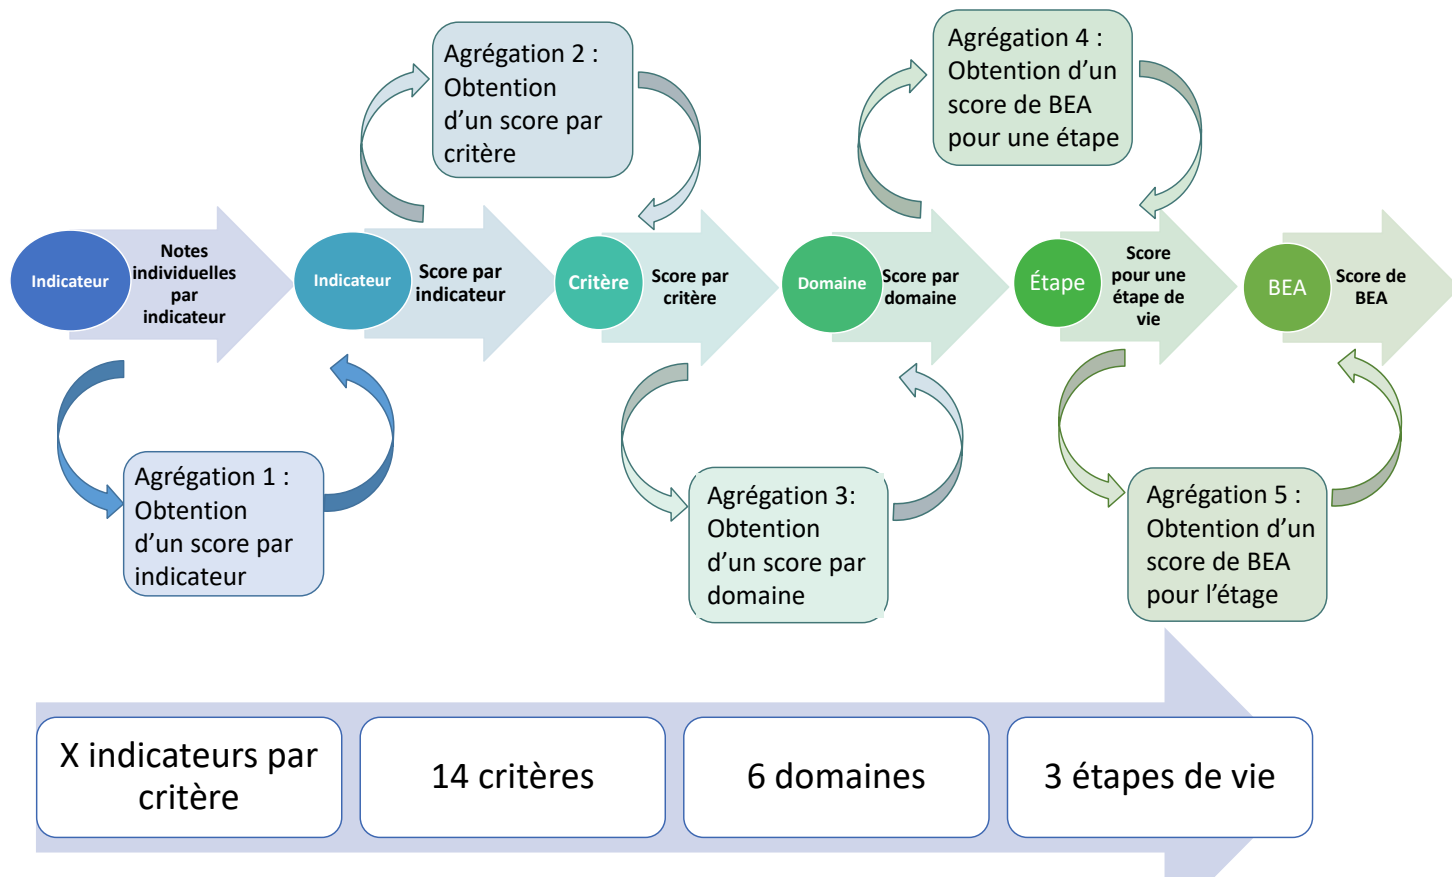 Agrégation 2 :
Obtention
d’un score par
critère
Agrégation 4 :
Obtention d’un
score de BEA
pour une étape
Indicateur
Notes
individuelles
par
indicateur
Indicateur
Score par
indicateur
Critère
Score par
critère
Domaine
Score par
domaine
Étape
Score
pour une
étape de
vie
BEA
Score de
BEA
Agrégation 1 :
Obtention
d’un score par
indicateur
Agrégation 3:
Obtention
d’un score par
domaine
Agrégation 5 :
Obtention d’un
score de BEA
pour l’étage
X indicateurs par
critère
14 critères
6 domaines
3 étapes de vie